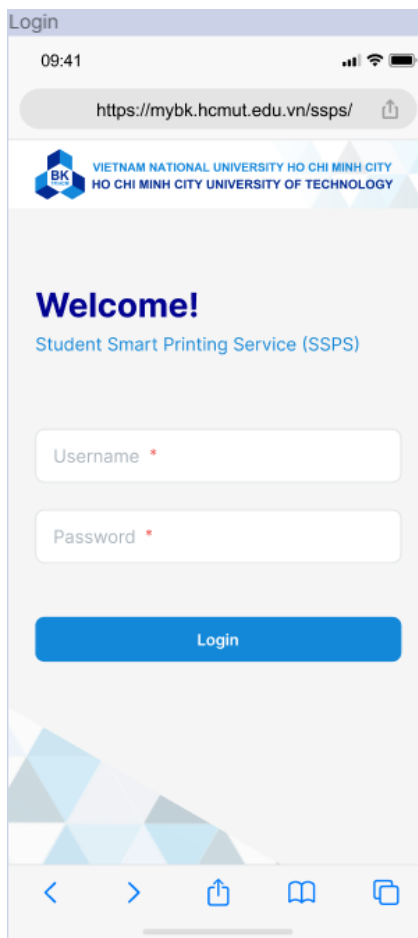 Login
09:41
https://mybk.hcmut.edu.vn/ssps/
BK
VIETNAM NATIONAL UNIVERSITY HO CHI MINH CITY
HO CHI MINH CITY UNIVERSITY OF TECHNOLOGY
Welcome!
Student Smart Printing Service (SSPS)
Username *
Password *
Login